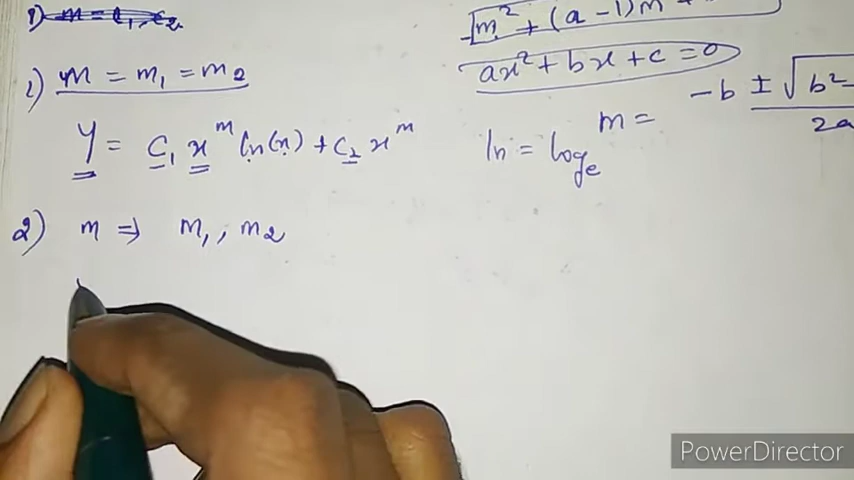 m² + (a - 1)m +
ax² + bx + c = 0
1) m = m₁ = m₂
m = -b ± √b² -
2a
y = c₁ x^m ln(x) + c₂ x^m
ln = logₑ
2) m ⇒ m₁, m₂
PowerDirector